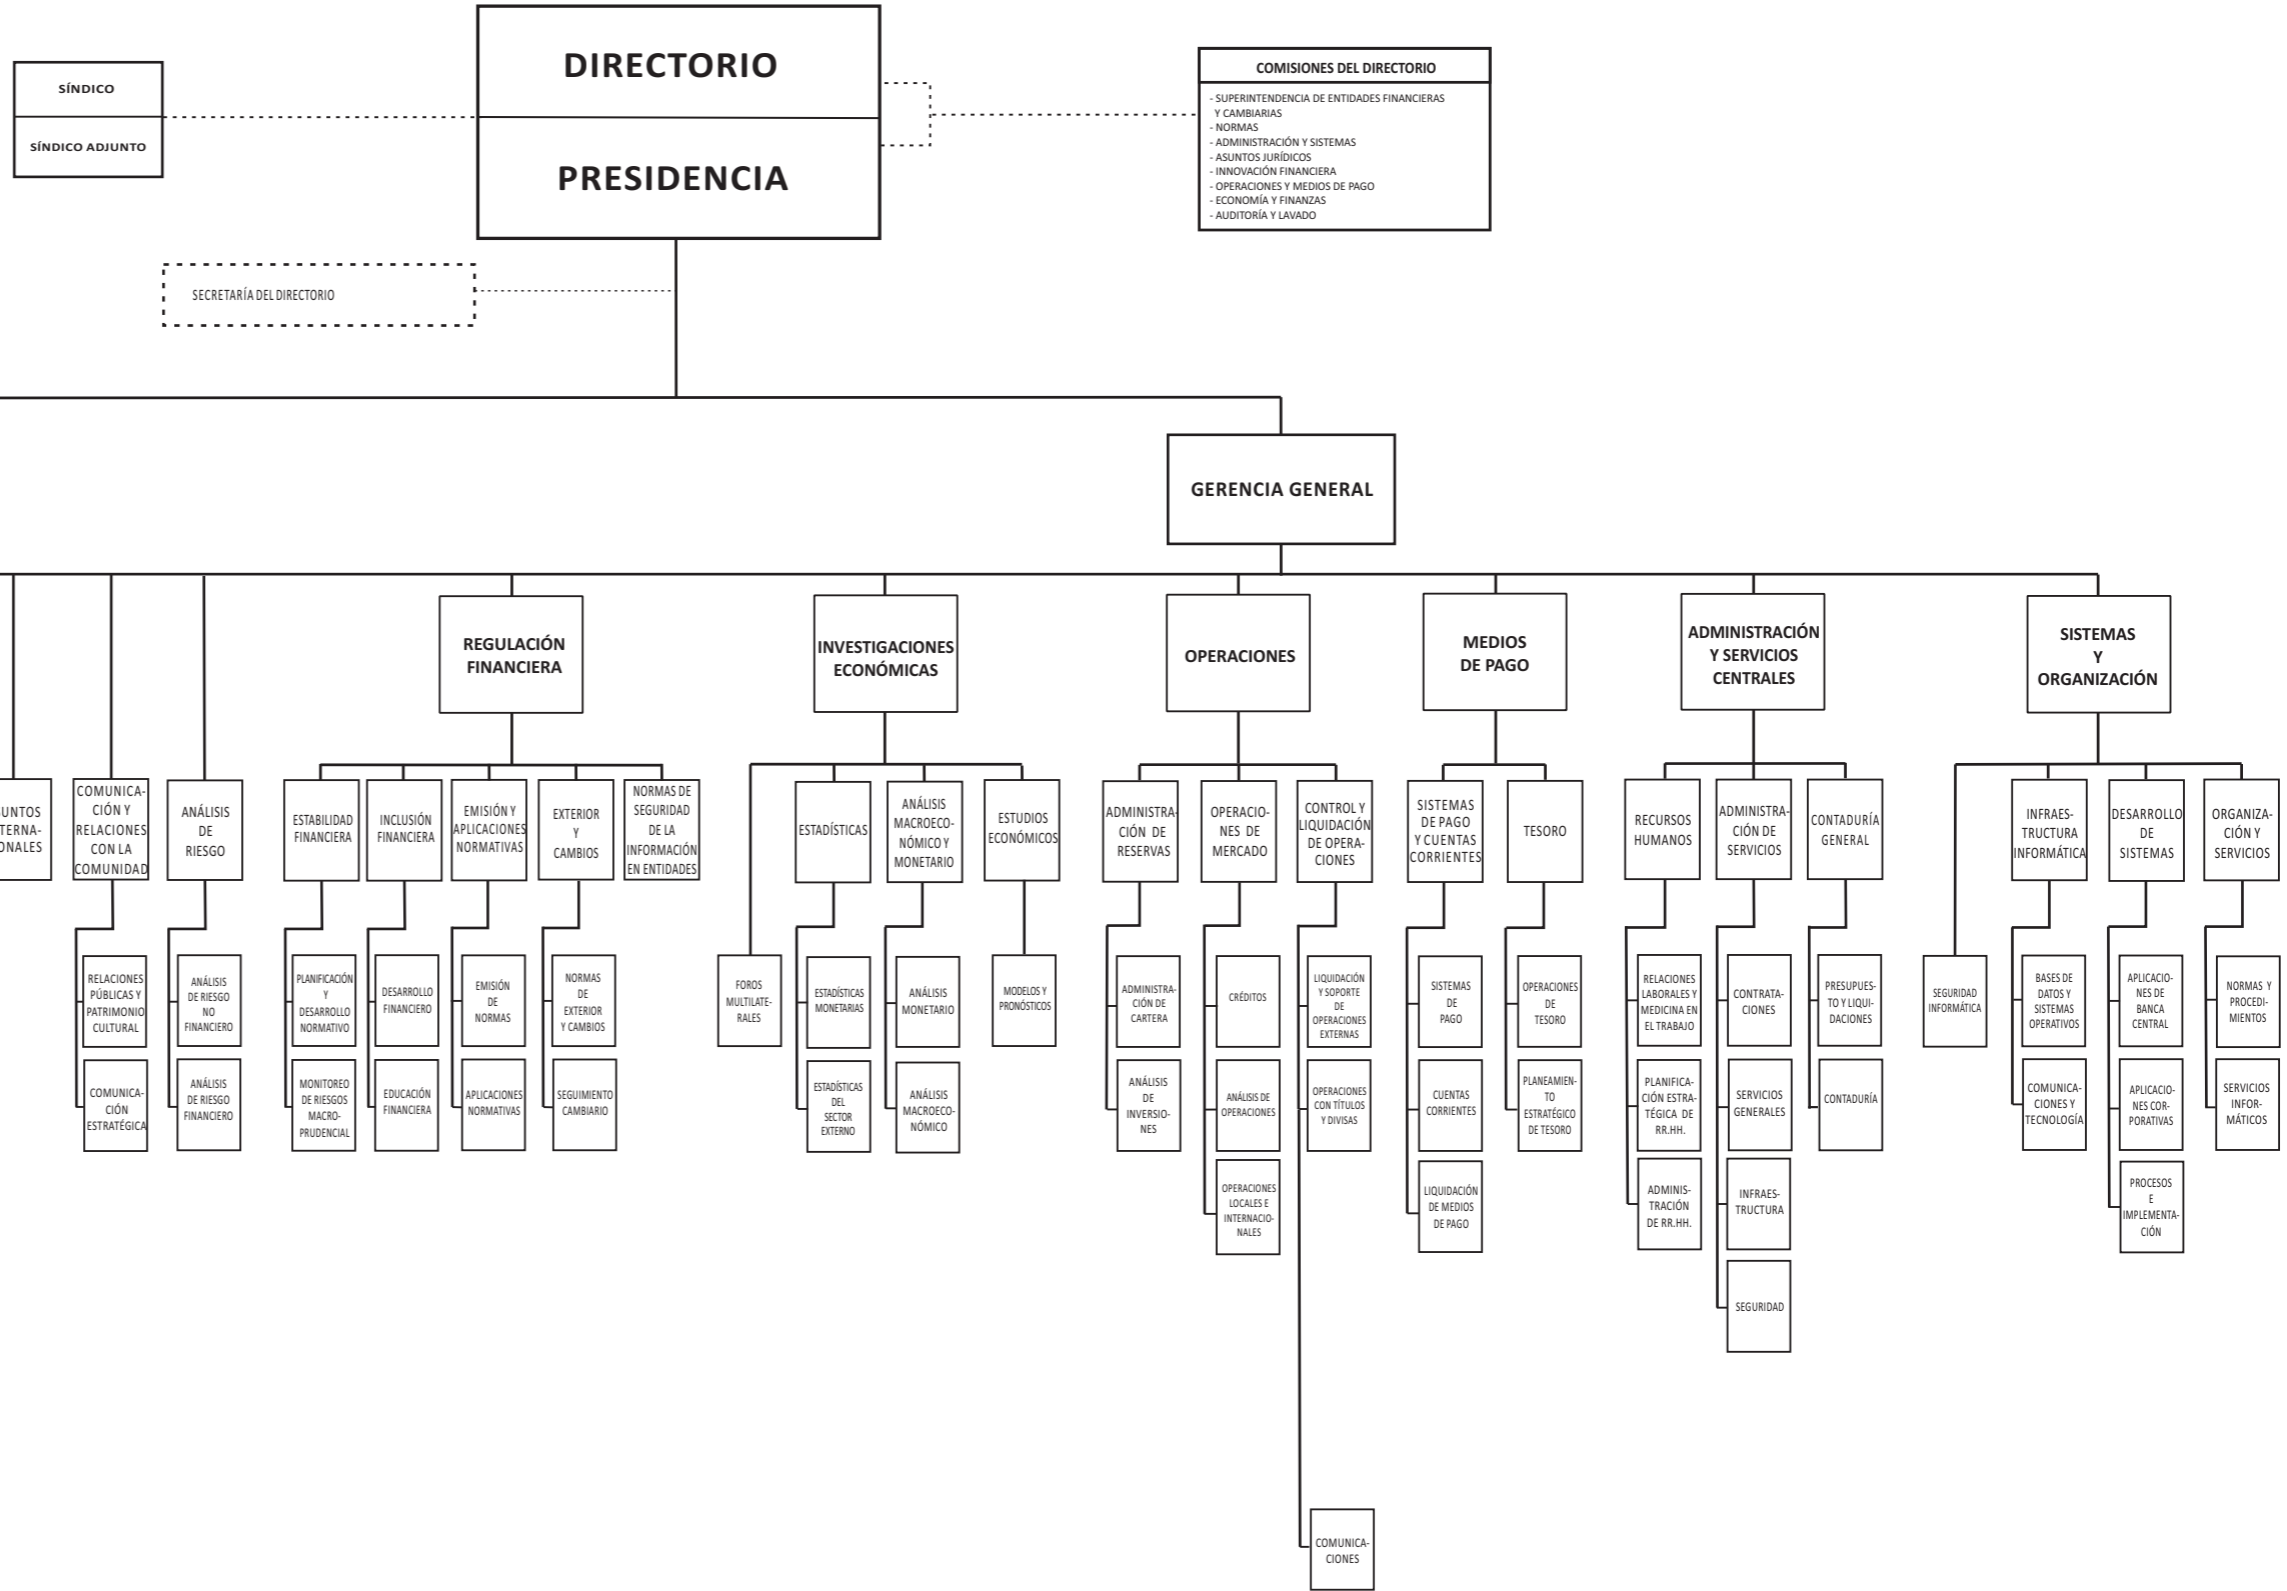 SÍNDICO
SÍNDICO ADJUNTO
DIRECTORIO
PRESIDENCIA
COMISIONES DEL DIRECTORIO
- SUPERINTENDENCIA DE ENTIDADES FINANCIERAS
Y CAMBIARIAS
- NORMAS
- ADMINISTRACIÓN Y SISTEMAS
- ASUNTOS JURÍDICOS
- INNOVACIÓN FINANCIERA
- OPERACIONES Y MEDIOS DE PAGO
- ECONOMÍA Y FINANZAS
- AUDITORÍA Y LAVADO
SECRETARÍA DEL DIRECTORIO
GERENCIA GENERAL
REGULACIÓN
FINANCIERA
INVESTIGACIONES
ECONÓMICAS
OPERACIONES
MEDIOS
DE PAGO
ADMINISTRACIÓN
Y SERVICIOS
CENTRALES
SISTEMAS
Y
ORGANIZACIÓN
UNTOS
TERNA-
ONALES
COMUNICA-
CIÓN Y
RELACIONES
CON LA
COMUNIDAD
ANÁLISIS
DE
RIESGO
ESTABILIDAD
FINANCIERA
INCLUSIÓN
FINANCIERA
EMISIÓN Y
APLICACIONES
NORMATIVAS
EXTERIOR
Y
CAMBIOS
NORMAS DE
SEGURIDAD
DE LA
INFORMACIÓN
EN ENTIDADES
ESTADÍSTICAS
ANÁLISIS
MACROECO-
NÓMICO Y
MONETARIO
ESTUDIOS
ECONÓMICOS
ADMINISTRA-
CIÓN DE
RESERVAS
OPERACIO-
NES DE
MERCADO
CONTROL Y
LIQUIDACIÓN
DE OPERA-
CIONES
SISTEMAS
DE PAGO
Y CUENTAS
CORRIENTES
TESORO
RECURSOS
HUMANOS
ADMINISTRA-
CIÓN DE
SERVICIOS
CONTADURÍA
GENERAL
INFRAES-
TRUCTURA
INFORMÁTICA
DESARROLLO
DE
SISTEMAS
ORGANIZA-
CIÓN Y
SERVICIOS
RELACIONES
PÚBLICAS Y
PATRIMONIO
CULTURAL
ANÁLISIS
DE RIESGO
NO
FINANCIERO
PLANIFICACIÓN
Y
DESARROLLO
NORMATIVO
DESARROLLO
FINANCIERO
EMISIÓN
DE
NORMAS
NORMAS
DE
EXTERIOR
Y CAMBIOS
FOROS
MULTILATE-
RALES
ESTADÍSTICAS
MONETARIAS
ANÁLISIS
MONETARIO
MODELOS Y
PRONÓSTICOS
ADMINISTRA-
CIÓN DE
CARTERA
CRÉDITOS
LIQUIDACIÓN
Y SOPORTE
DE
OPERACIONES
EXTERNAS
SISTEMAS
DE
PAGO
OPERACIONES
DE
TESORO
RELACIONES
LABORALES Y
MEDICINA EN
EL TRABAJO
CONTRATA-
CIONES
PRESUPUES-
TO Y LIQUI-
DACIONES
SEGURIDAD
INFORMÁTICA
BASES DE
DATOS Y
SISTEMAS
OPERATIVOS
APLICACIO-
NES DE
BANCA
CENTRAL
NORMAS Y
PROCEDI-
MIENTOS
COMUNICA-
CIÓN
ESTRATÉGICA
ANÁLISIS
DE RIESGO
FINANCIERO
MONITOREO
DE RIESGOS
MACRO-
PRUDENCIAL
EDUCACIÓN
FINANCIERA
APLICACIONES
NORMATIVAS
SEGUIMIENTO
CAMBIARIO
ESTADÍSTICAS
DEL
SECTOR
EXTERNO
ANÁLISIS
MACROECO-
NÓMICO
ANÁLISIS
DE
INVERSIO-
NES
ANÁLISIS DE
OPERACIONES
OPERACIONES
CON TÍTULOS
Y DIVISAS
CUENTAS
CORRIENTES
PLANEAMIEN-
TO
ESTRATÉGICO
DE TESORO
PLANIFICA-
CIÓN ESTRA-
TÉGICA DE
RR.HH.
SERVICIOS
GENERALES
CONTADURÍA
COMUNICA-
CIONES Y
TECNOLOGÍA
APLICACIO-
NES COR-
PORATIVAS
SERVICIOS
INFOR-
MÁTICOS
OPERACIONES
LOCALES E
INTERNACIO-
NALES
LIQUIDACIÓN
DE MEDIOS
DE PAGO
ADMINIS-
TRACIÓN
DE RR.HH.
INFRAES-
TRUCTURA
PROCESOS
E
IMPLEMENTA-
CIÓN
SEGURIDAD
COMUNICA-
CIONES